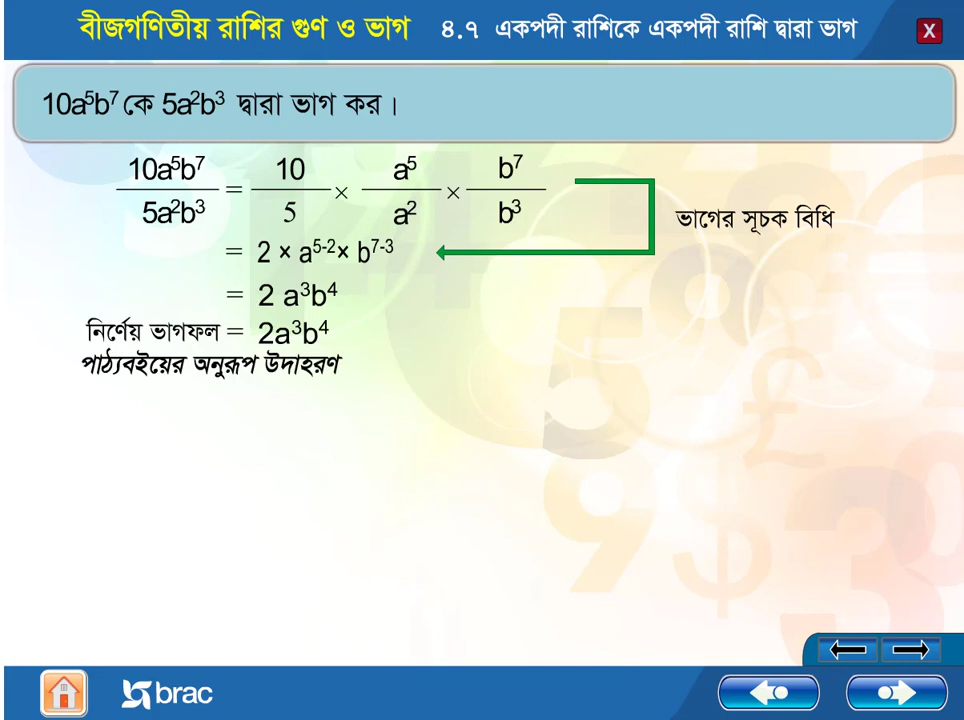 বীজগণিতীয় রাশির গুণ ও ভাগ ৪.৭ একপদী রাশিকে একপদী রাশি দ্বারা ভাগ X
10a⁵b⁷ কে 5a²b³ দ্বারা ভাগ কর।
10a⁵b⁷/5a²b³ = 10/5 × a⁵/a² × b⁷/b³
ভাগের সূচক বিধি
= 2 × a⁵⁻² × b⁷⁻³
= 2 a³b⁴
নির্ণেয় ভাগফল = 2a³b⁴
পাঠ্যবইয়ের অনুরূপ উদাহরণ
brac